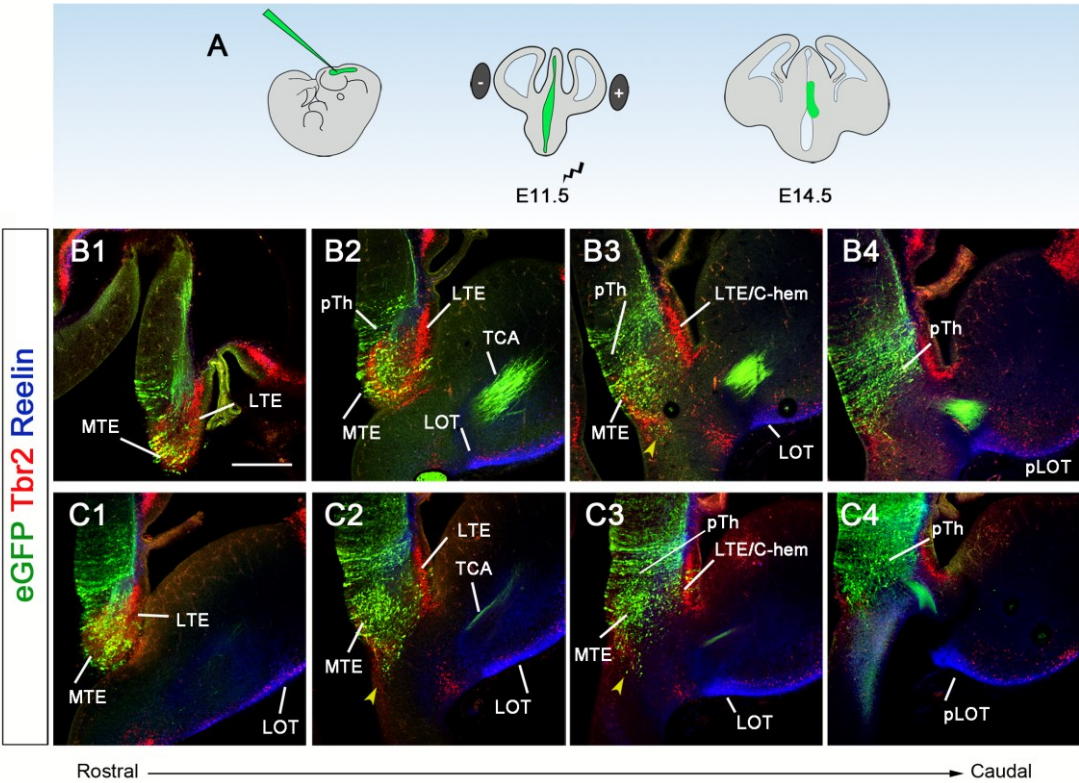 A
-
+
E11.5
E14.5
eGFP Tbr2 Reelin
B1
MTE
LTE
B2
pTh
LTE
TCA
MTE
LOT
B3
pTh
LTE/C-hem
MTE
LOT
B4
pTh
pLOT
C1
LTE
MTE
LOT
C2
LTE
TCA
MTE
LOT
C3
pTh
LTE/C-hem
MTE
LOT
C4
pTh
pLOT
Rostral
Caudal